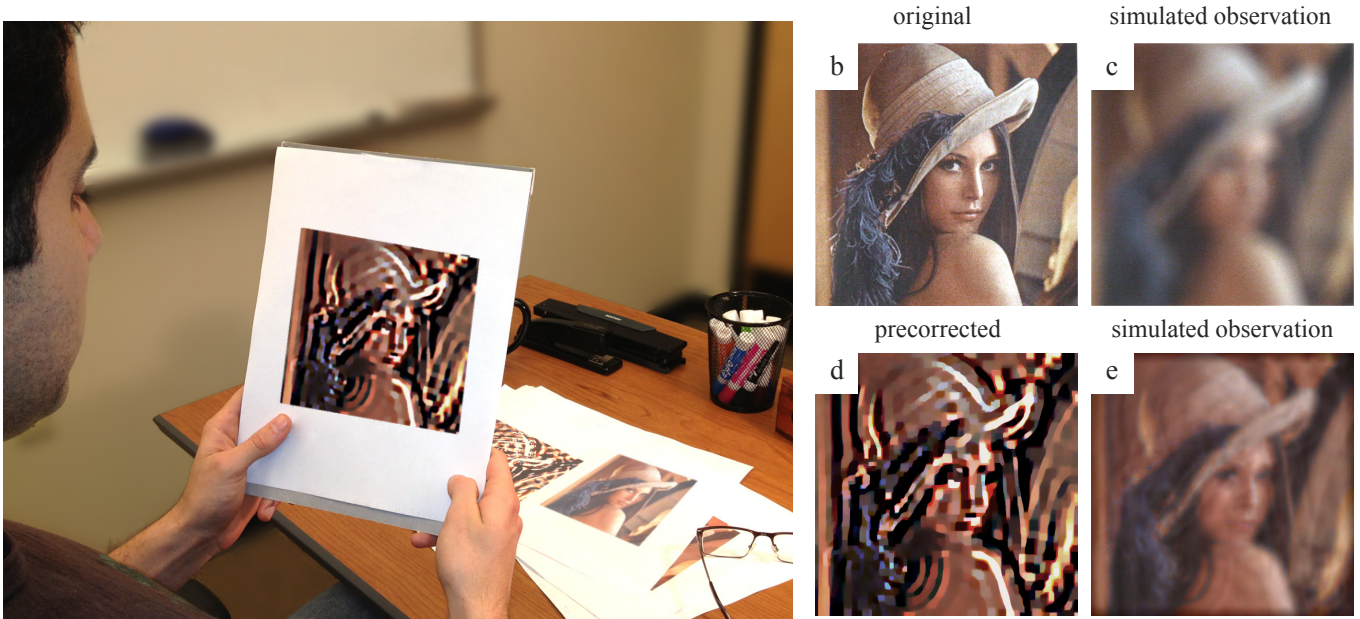 original
simulated observation
b
c
precorrected
simulated observation
d
e